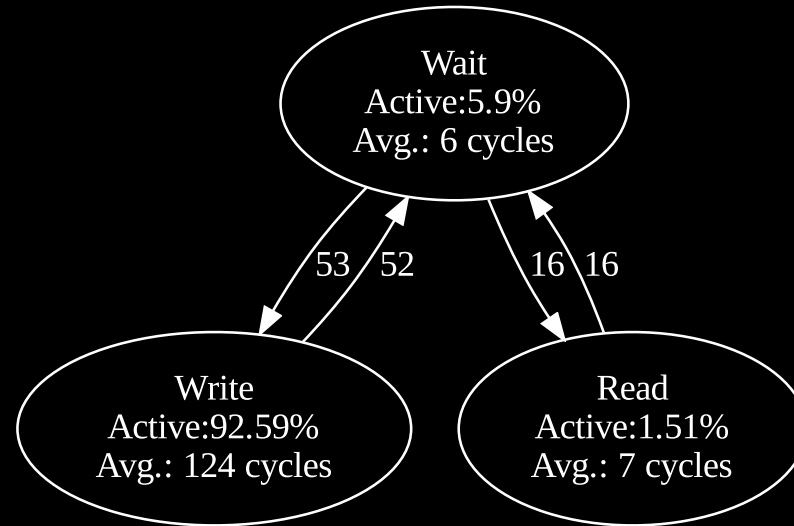 Wait
Active:5.9%
Avg.: 6 cycles
53
52
16
16
Write
Active:92.59%
Avg.: 124 cycles
Read
Active:1.51%
Avg.: 7 cycles